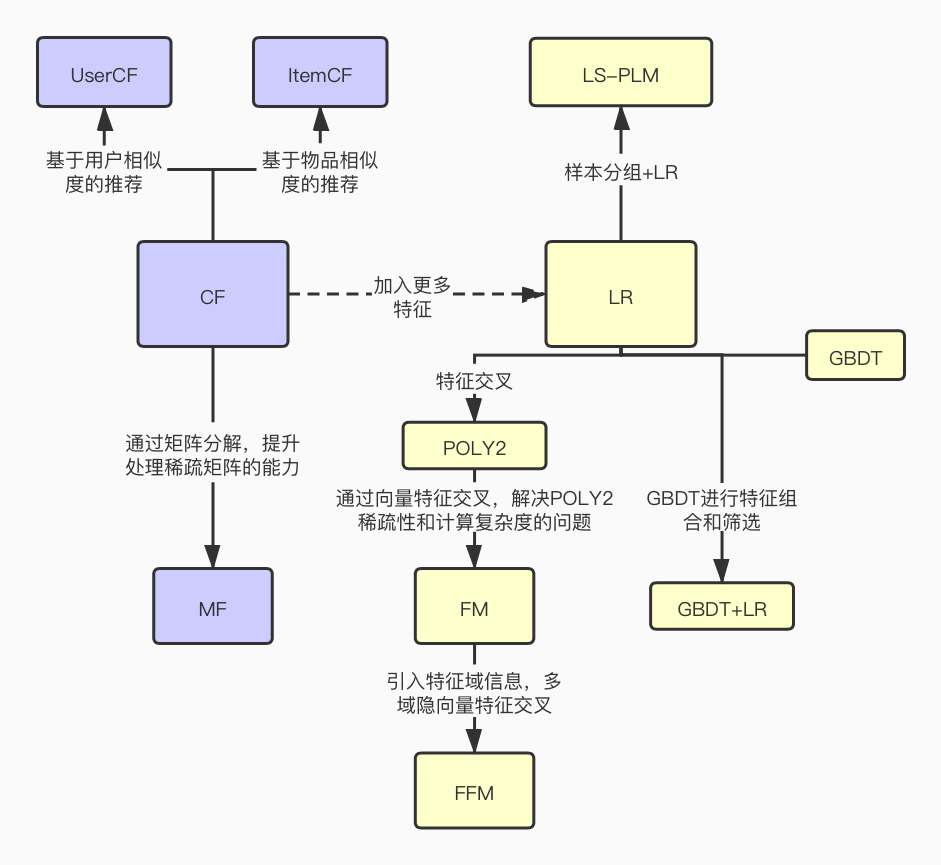 UserCF
ItemCF
LS-PLM
基于用户相似
度的推荐
基于物品相似
度的推荐
样本分组+LR
CF
加入更多
特征
LR
GBDT
特征交叉
POLY2
通过矩阵分解，提升
处理稀疏矩阵的能力
通过向量特征交叉，解决POLY2
稀疏性和计算复杂度的问题
GBDT进行特征组
合和筛选
MF
FM
GBDT+LR
引入特征域信息，多
域隐向量特征交叉
FFM